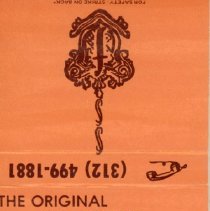 FOR SAFETY STRIKE ON BACK
(312) 499-1881
THE ORIGINAL